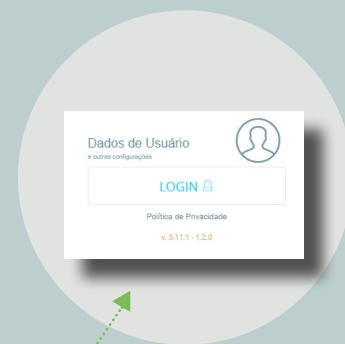 Dados de Usuário
e outras configurações
LOGIN
Política de Privacidade
v. 3.11.1 - 1.2.0